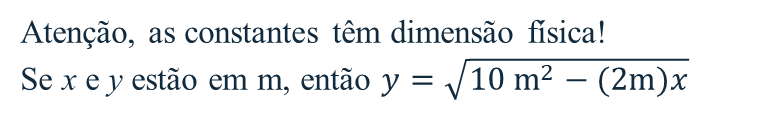 Atenção, as constantes têm dimensão física!
Se x e y estão em m, então y = √(10 m² − (2m)x)